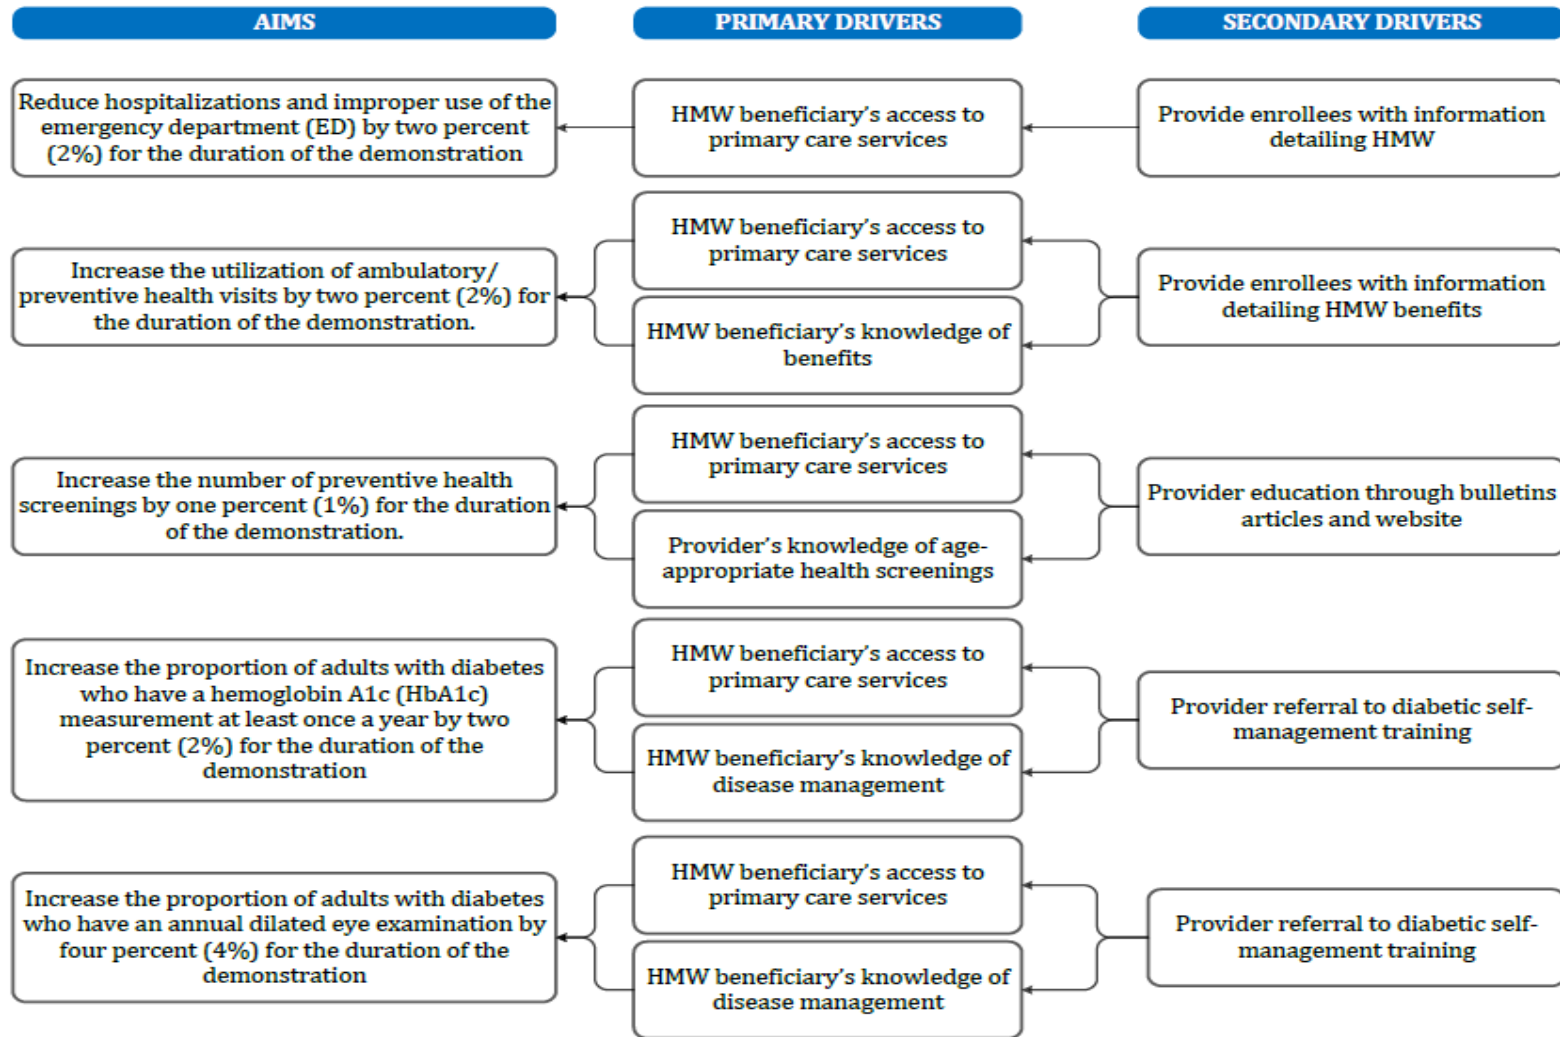 AIMS
PRIMARY DRIVERS
SECONDARY DRIVERS
Reduce hospitalizations and improper use of the
emergency department (ED) by two percent
(2%) for the duration of the demonstration
HMW beneficiary's access to
primary care services
Provide enrollees with information
detailing HMW
Increase the utilization of ambulatory/
preventive health visits by two percent (2%) for
the duration of the demonstration.
HMW beneficiary's access to
primary care services
HMW beneficiary's knowledge of
benefits
Provide enrollees with information
detailing HMW benefits
Increase the number of preventive health
screenings by one percent (1%) for the duration
of the demonstration.
HMW beneficiary's access to
primary care services
Provider's knowledge of age-
appropriate health screenings
Provider education through bulletins
articles and website
Increase the proportion of adults with diabetes
who have a hemoglobin A1c (HbA1c)
measurement at least once a year by two
percent (2%) for the duration of the
demonstration
HMW beneficiary's access to
primary care services
HMW beneficiary's knowledge of
disease management
Provider referral to diabetic self-
management training
Increase the proportion of adults with diabetes
who have an annual dilated eye examination by
four percent (4%) for the duration of the
demonstration
HMW beneficiary's access to
primary care services
HMW beneficiary's knowledge of
disease management
Provider referral to diabetic self-
management training